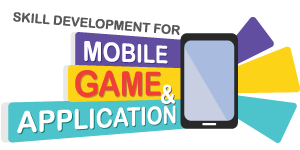 SKILL DEVELOPMENT FOR
MOBILE
GAME &
APPLICATION